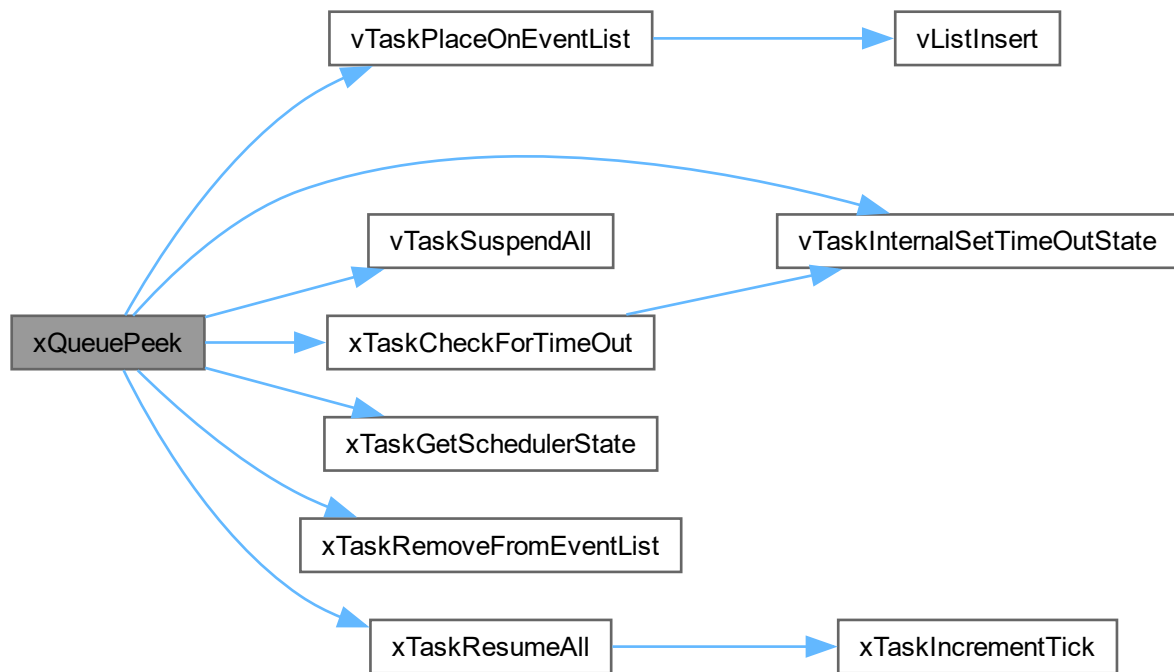 vTaskPlaceOnEventList
vListInsert
vTaskSuspendAll
vTaskInternalSetTimeOutState
xQueuePeek
xTaskCheckForTimeOut
xTaskGetSchedulerState
xTaskRemoveFromEventList
xTaskResumeAll
xTaskIncrementTick